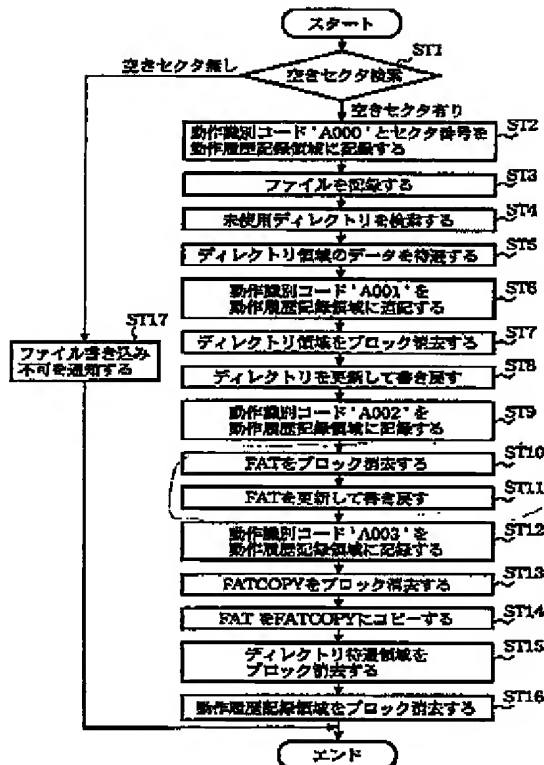 スタート
ST1
空きセクタ無し
空きセクタ検索
空きセクタ有り
ST2
動作識別コード'A000'とセクタ番号を
動作履歴記録領域に記録する
ST3
ファイルを記録する
ST4
未使用ディレクトリを検索する
ST5
ディレクトリ領域のデータを待避する
ST6
動作識別コード'A001'を
動作履歴記録領域に追記する
ST17
ファイル書き込み
不可を通知する
ST7
ディレクトリ領域をブロック消去する
ST8
ディレクトリを更新して書き戻す
ST9
動作識別コード'A002'を
動作履歴記録領域に記録する
ST10
FATをブロック消去する
ST11
FATを更新して書き戻す
ST12
動作識別コード'A003'を
動作履歴記録領域に記録する
ST13
FATCOPYをブロック消去する
ST14
FATをFATCOPYにコピーする
ST15
ディレクトリ待避領域を
ブロック消去する
ST16
動作履歴記録領域をブロック消去する
エンド